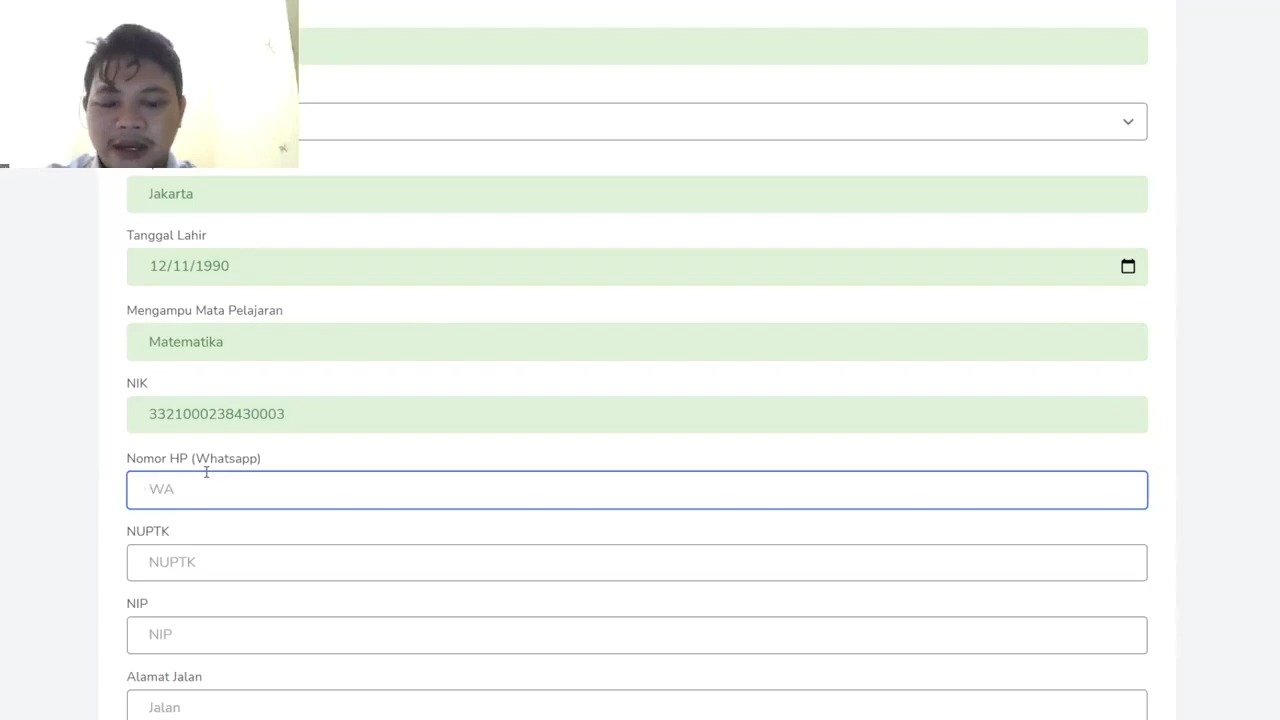 Jakarta
Tanggal Lahir
12/11/1990
Mengampu Mata Pelajaran
Matematika
NIK
3321000238430003
Nomor HP (Whatsapp)
WA
NUPTK
NUPTK
NIP
NIP
Alamat Jalan
Jalan